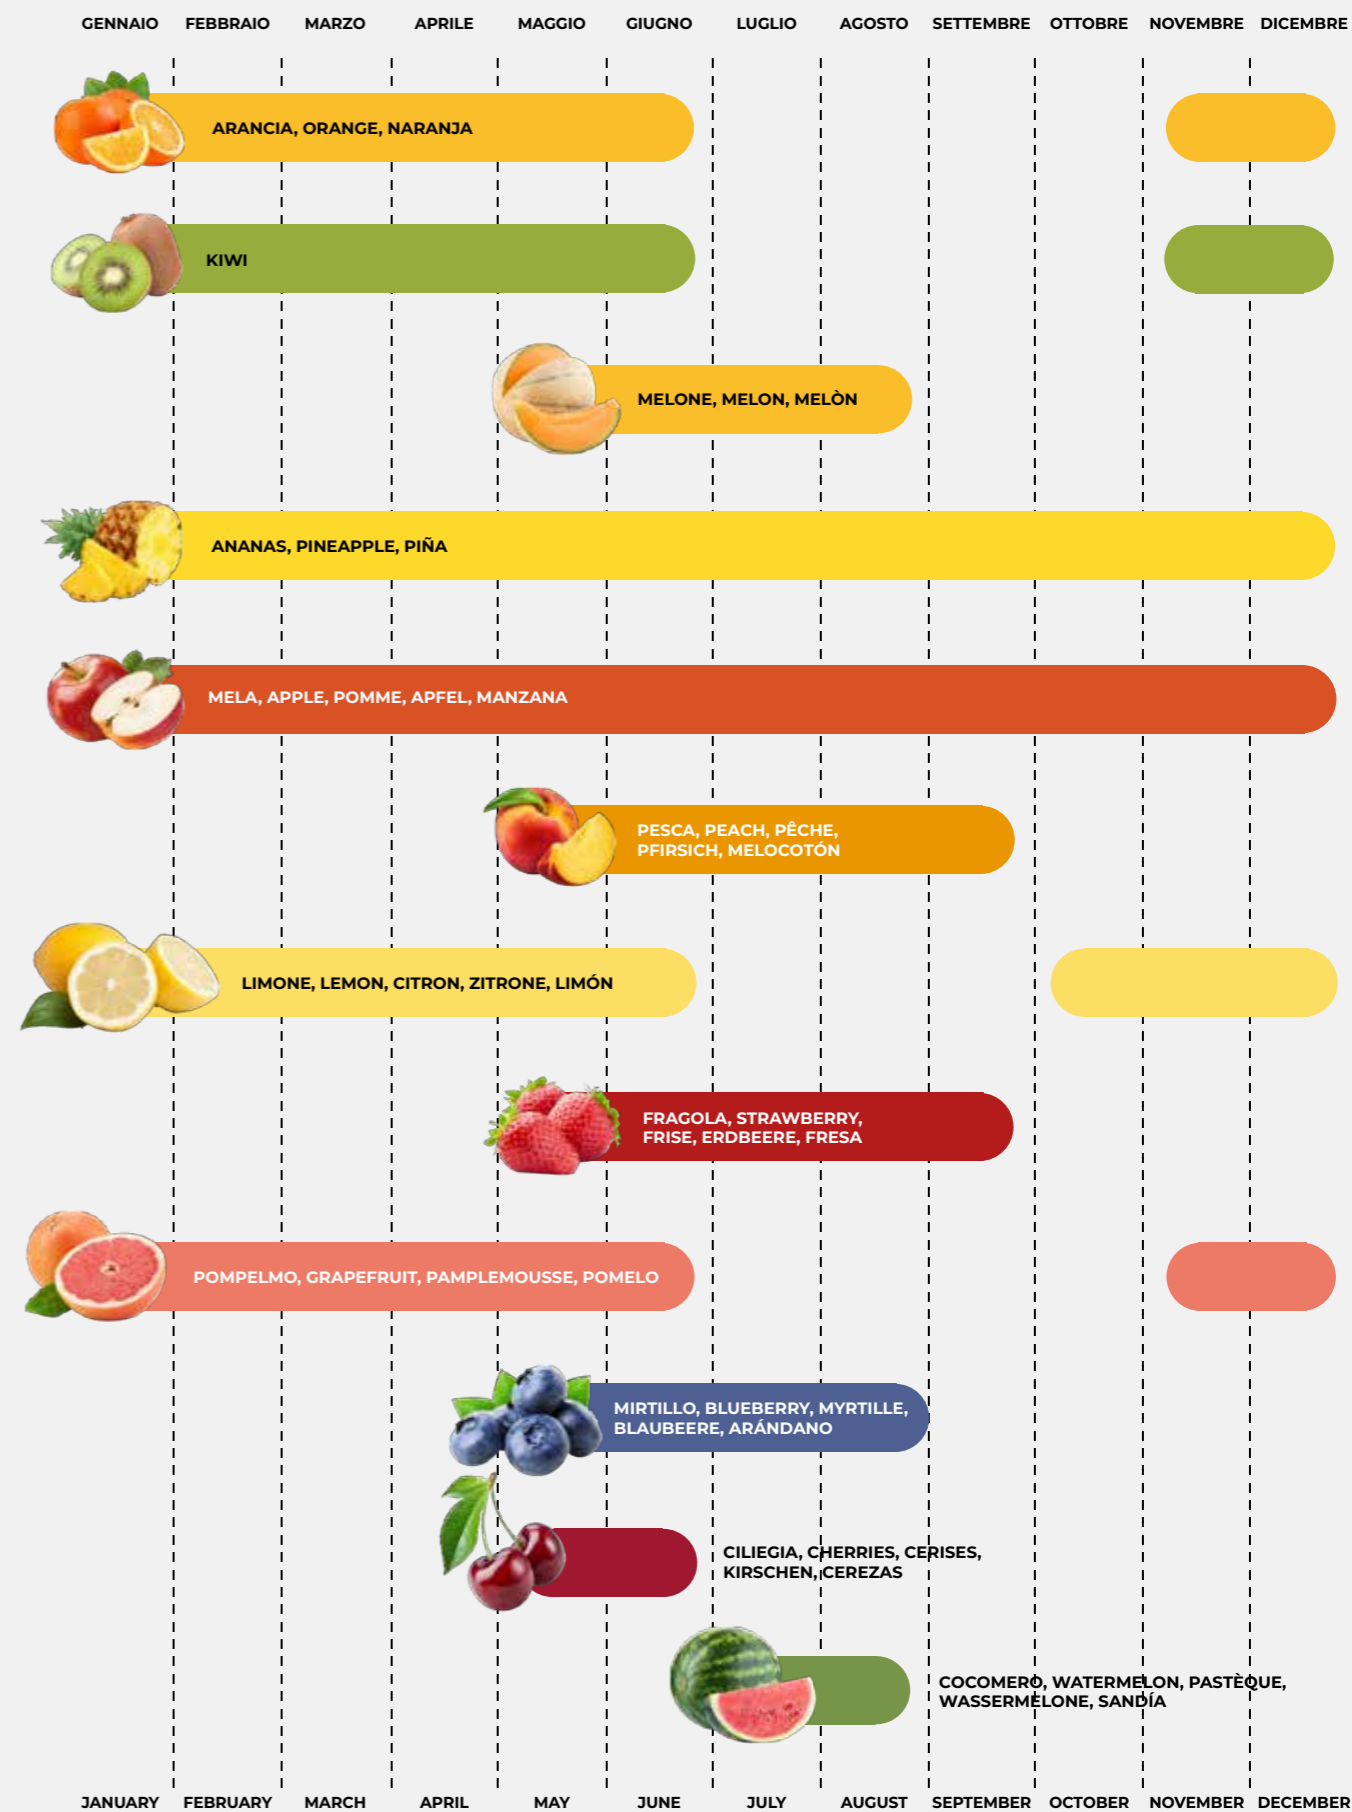 GENNAIO FEBBRAIO MARZO APRILE MAGGIO GIUGNO LUGLIO AGOSTO SETTEMBRE OTTOBRE NOVEMBRE DICEMBRE
ARANCIA, ORANGE, NARANJA
KIWI
MELONE, MELON, MELÒN
ANANAS, PINEAPPLE, PIÑA
MELA, APPLE, POMME, APFEL, MANZANA
PESCA, PEACH, PÊCHE,
PFIRSICH, MELOCOTÓN
LIMONE, LEMON, CITRON, ZITRONE, LIMÓN
FRAGOLA, STRAWBERRY,
FRISE, ERDBEERE, FRESA
POMPELMO, GRAPEFRUIT, PAMPLEMOUSSE, POMELO
MIRTILLO, BLUEBERRY, MYRTILLE,
BLAUBEERE, ARÁNDANO
CILIEGIA, CHERRIES, CERISES,
KIRSCHEN, CEREZAS
COCOMERO, WATERMELON, PASTÈQUE,
WASSERMELONE, SANDÍA
JANUARY FEBRUARY MARCH APRIL MAY JUNE JULY AUGUST SEPTEMBER OCTOBER NOVEMBER DECEMBER